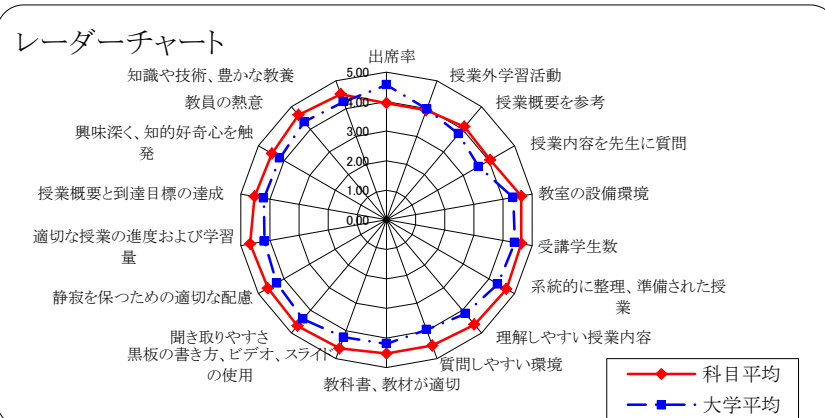 レーダーチャート
出席率
授業外学習活動
授業概要を参考
授業内容を先生に質問
教室の設備環境
受講学生数
系統的に整理、準備された授
業
理解しやすい授業内容
質問しやすい環境
教科書、教材が適切
黒板の書き方、ビデオ、スライド
の使用
聞き取りやすさ
静寂を保つための適切な配慮
適切な授業の進度および学習
量
授業概要と到達目標の達成
興味深く、知的好奇心を触
発
教員の熱意
知識や技術、豊かな教養
5.00
4.00
3.00
2.00
1.00
0.00
科目平均
大学平均